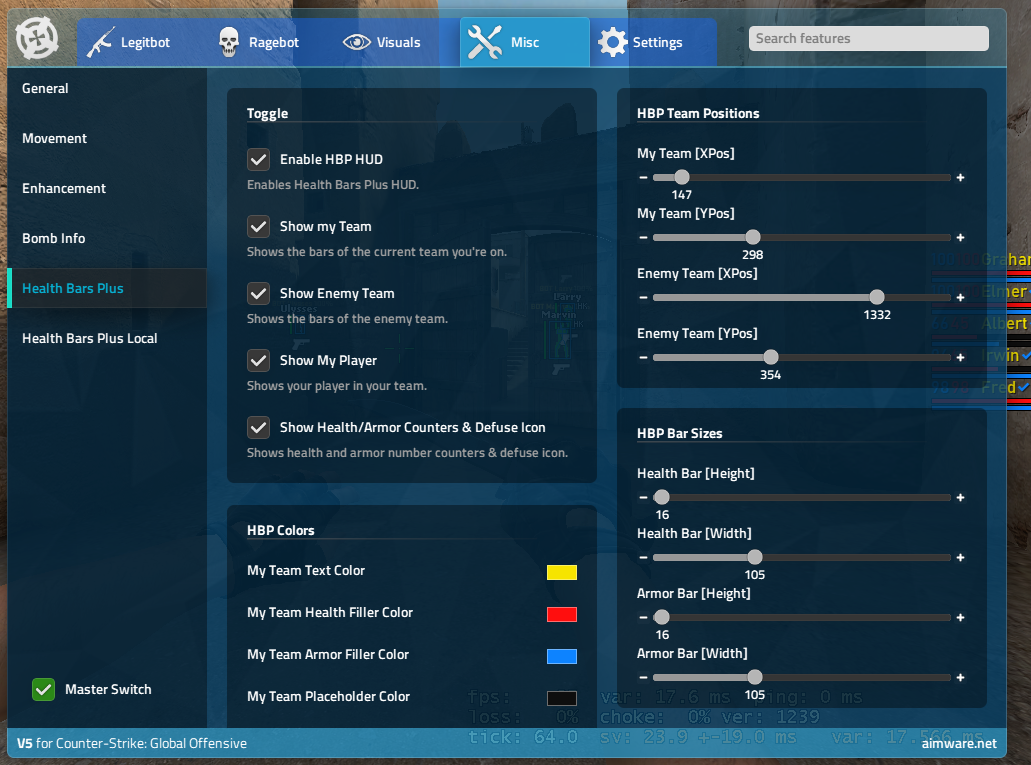 Legitbot
Ragebot
Visuals
Misc
Settings
Search features
General
Movement
Enhancement
Bomb Info
Health Bars Plus
Health Bars Plus Local
Master Switch
Toggle
Enable HBP HUD
Enables Health Bars Plus HUD.
Show my Team
Shows the bars of the current team you're on.
Show Enemy Team
Shows the bars of the enemy team.
Show My Player
Shows your player in your team.
Show Health/Armor Counters & Defuse Icon
Shows health and armor number counters & defuse icon.
HBP Colors
My Team Text Color
My Team Health Filler Color
My Team Armor Filler Color
My Team Placeholder Color
HBP Team Positions
My Team [XPos]
147
My Team [YPos]
298
Enemy Team [XPos]
1332
Enemy Team [YPos]
354
HBP Bar Sizes
Health Bar [Height]
16
Health Bar [Width]
105
Armor Bar [Height]
16
Armor Bar [Width]
105
Ulysses
Harry
Marvin
Graham
Elmer
Albert
Irwin
Fred
fps: var: 17.6 ms ping: 0 ms
loss: 0% choke: 0% ver: 1239
tick: 64.0 sv: 23.9 +-19.0 ms var: 17.566 ms
V5 for Counter-Strike: Global Offensive
aimware.net